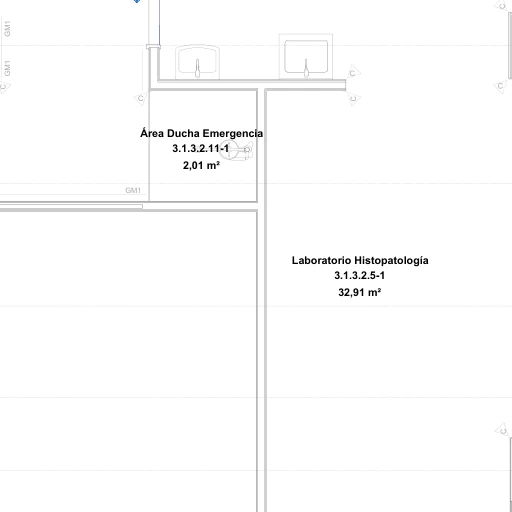 GM1
GM1
C
C
C
C
C
C
Área Ducha Emergencia
3.1.3.2.11-1
2,01 m²
GM1
Laboratorio Histopatología
3.1.3.2.5-1
32,91 m²
C